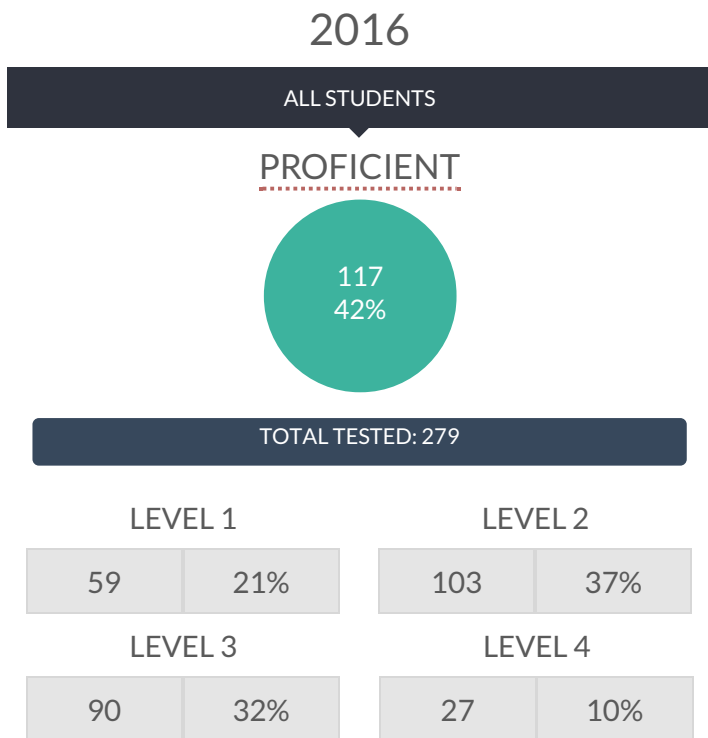 2016
ALL STUDENTS
PROFICIENT
117
42%
TOTAL TESTED: 279
LEVEL 1 LEVEL 2
59 21% 103 37%
LEVEL 3 LEVEL 4
90 32% 27 10%